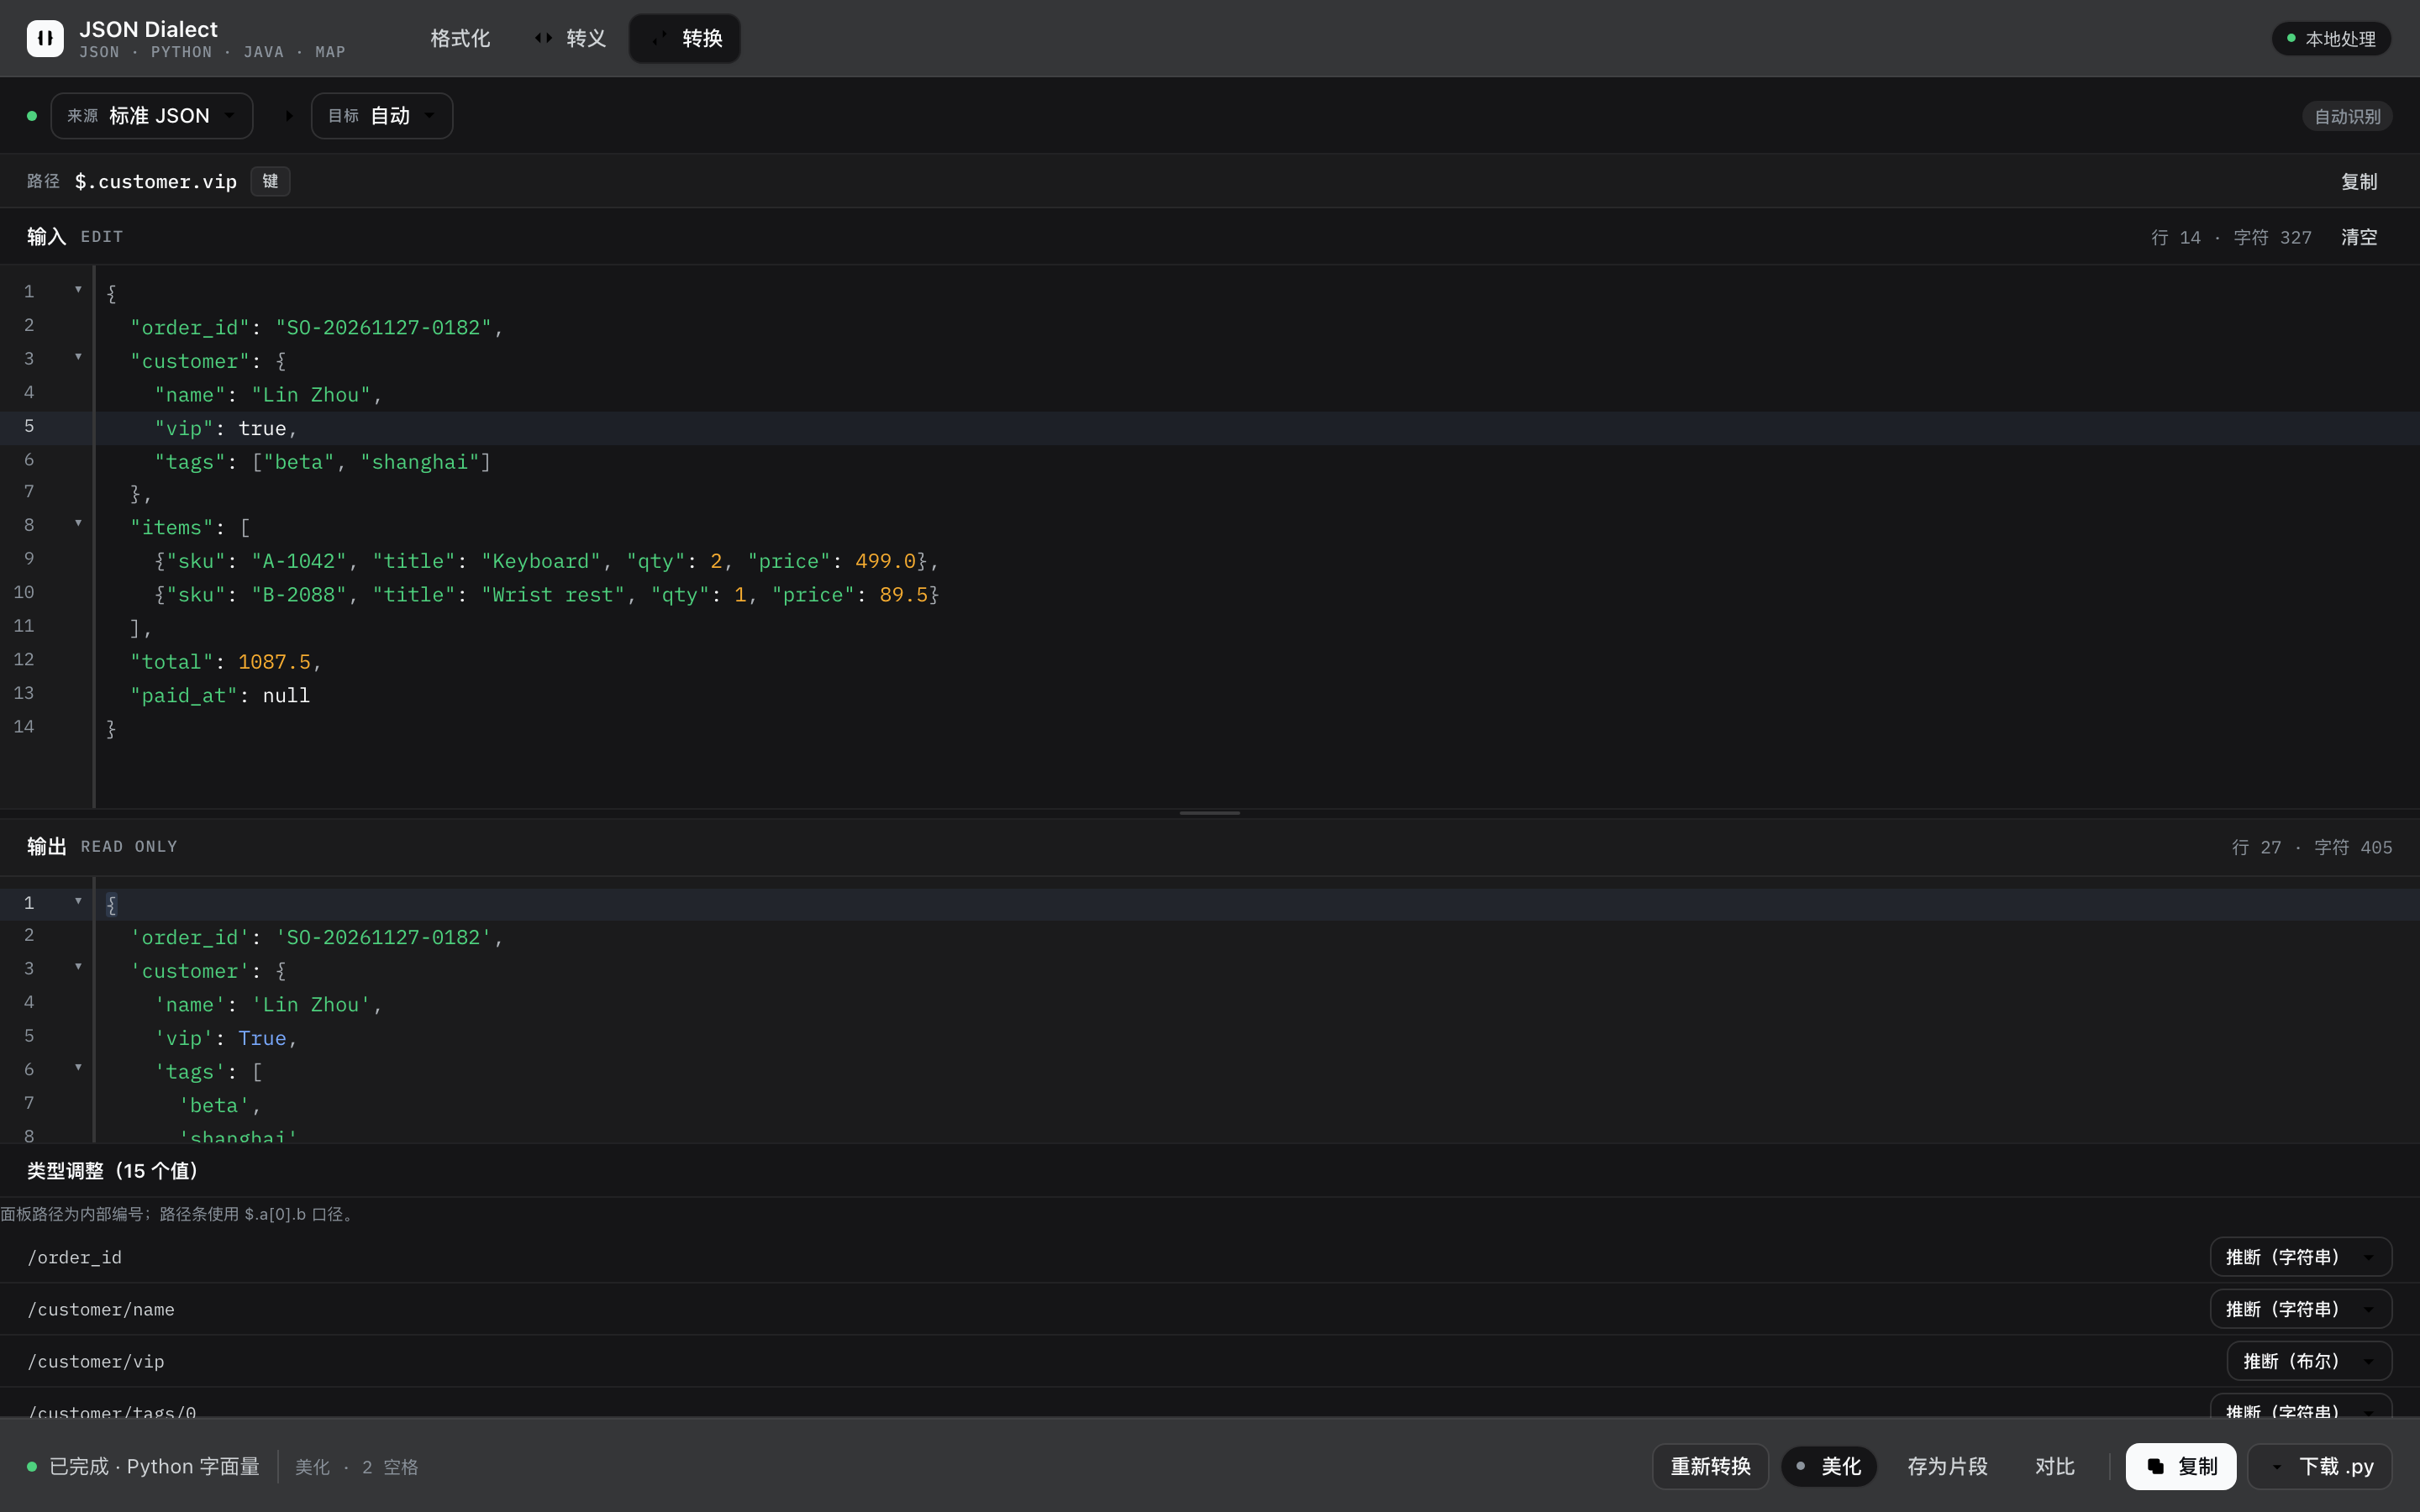 JSON Dialect
JSON · PYTHON · JAVA · MAP
格式化 转义 转换
本地处理
来源 标准 JSON 目标 自动
自动识别
路径 $.customer.vip 键
复制
输入 EDIT
行 14 · 字符 327 清空
1 {
2 "order_id": "SO-20261127-0182",
3 "customer": {
4 "name": "Lin Zhou",
5 "vip": true,
6 "tags": ["beta", "shanghai"]
7 },
8 "items": [
9 {"sku": "A-1042", "title": "Keyboard", "qty": 2, "price": 499.0},
10 {"sku": "B-2088", "title": "Wrist rest", "qty": 1, "price": 89.5}
11 ],
12 "total": 1087.5,
13 "paid_at": null
14 }
输出 READ ONLY
行 27 · 字符 405
1 {
2 'order_id': 'SO-20261127-0182',
3 'customer': {
4 'name': 'Lin Zhou',
5 'vip': True,
6 'tags': [
7 'beta',
8 'shanghai'
类型调整（15 个值）
面板路径为内部编号；路径条使用 $.a[0].b 口径。
/order_id 推断（字符串）
/customer/name 推断（字符串）
/customer/vip 推断（布尔）
/customer/tags/0 推断（字符串）
已完成 · Python 字面量 美化 · 2 空格
重新转换 美化 存为片段 对比 复制 下载 .py